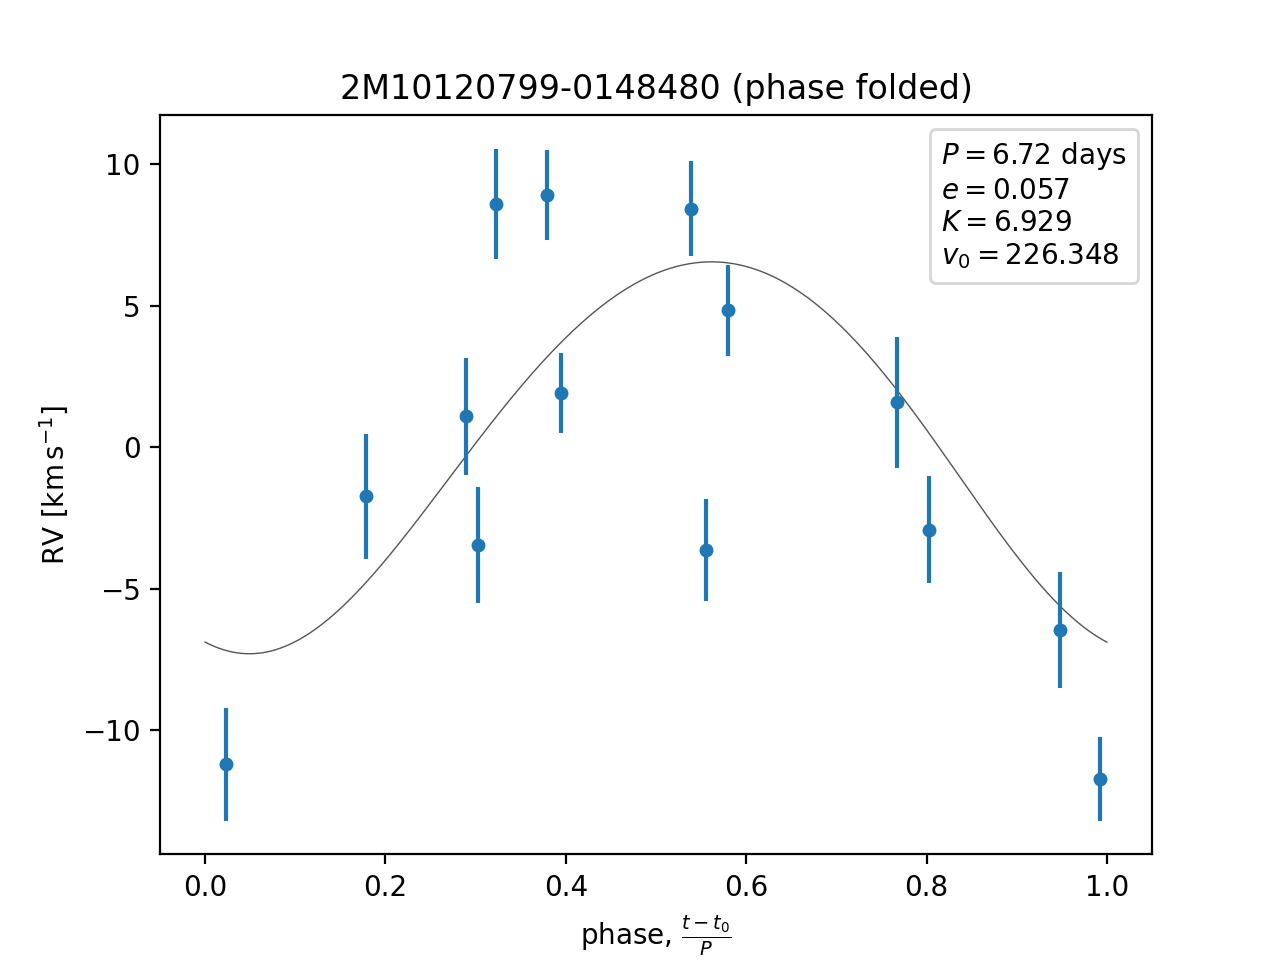 2M10120799-0148480 (phase folded)
P = 6.72 days
e = 0.057
K = 6.929
v₀ = 226.348
RV [km s⁻¹]
10
5
0
−5
−10
0.0 0.2 0.4 0.6 0.8 1.0
phase, (t − t₀)/P